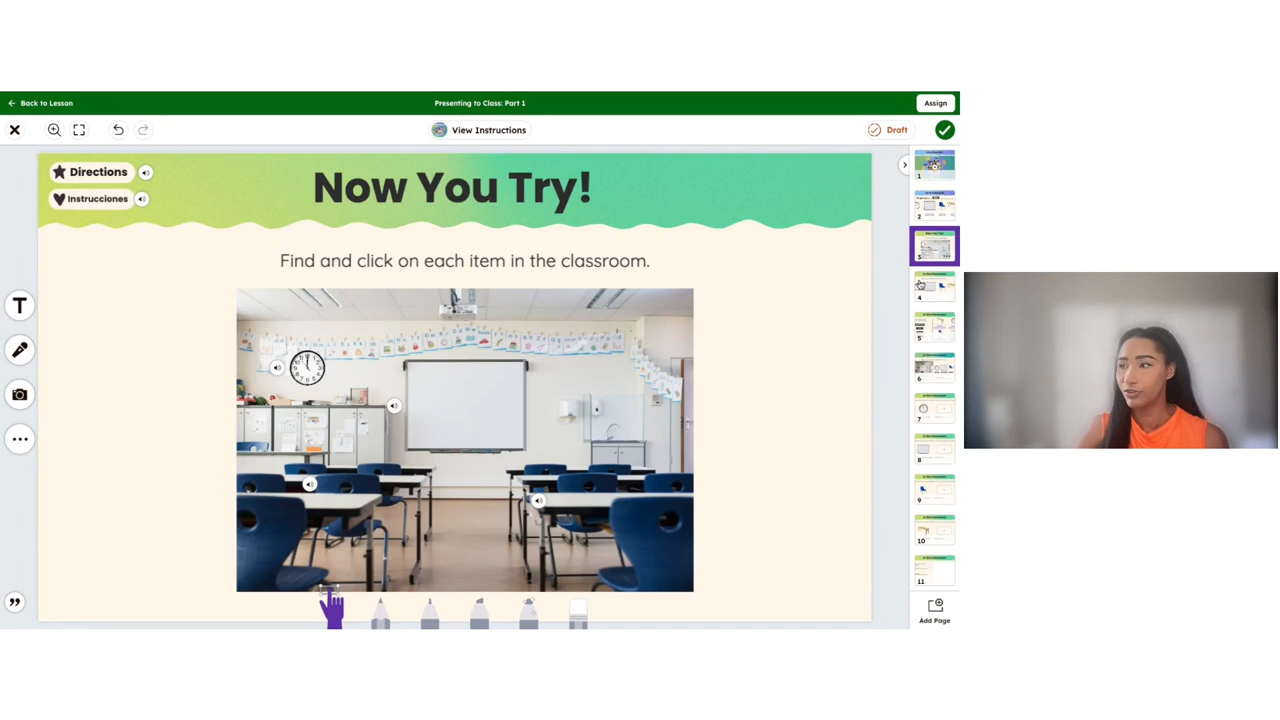 Back to Lesson
Presenting to Class: Part 1
Assign
View Instructions
Draft
Directions
Instrucciones
Now You Try!
Find and click on each item in the classroom.
T
1
2
3
4
5
6
7
8
9
10
11
Add Page